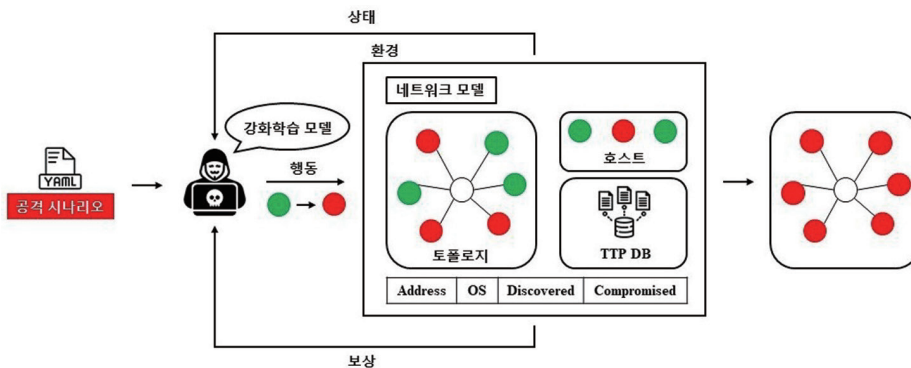 상태
환경
네트워크 모델
강화학습 모델
호스트
YAML
행동
공격 시나리오
토폴로지
TTP DB
Address OS Discovered Compromised
보상